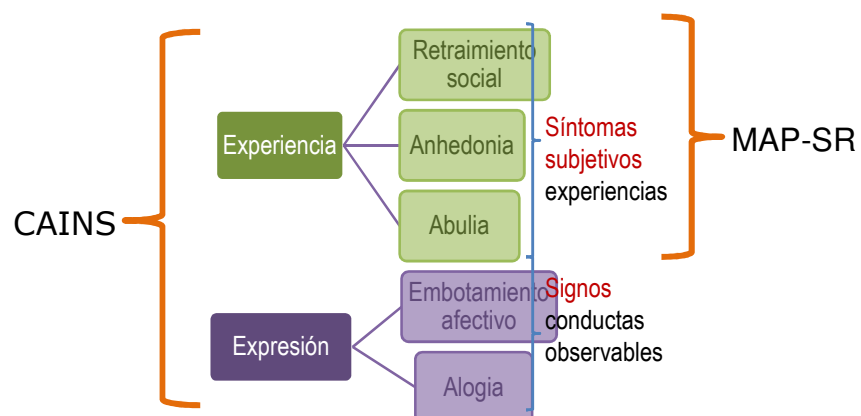 CAINS
Experiencia
Retraimiento
social
Anhedonia
Abulia
Síntomas
subjetivos
experiencias
MAP-SR
Expresión
Embotamiento
afectivo
Alogia
Signos
conductas
observables